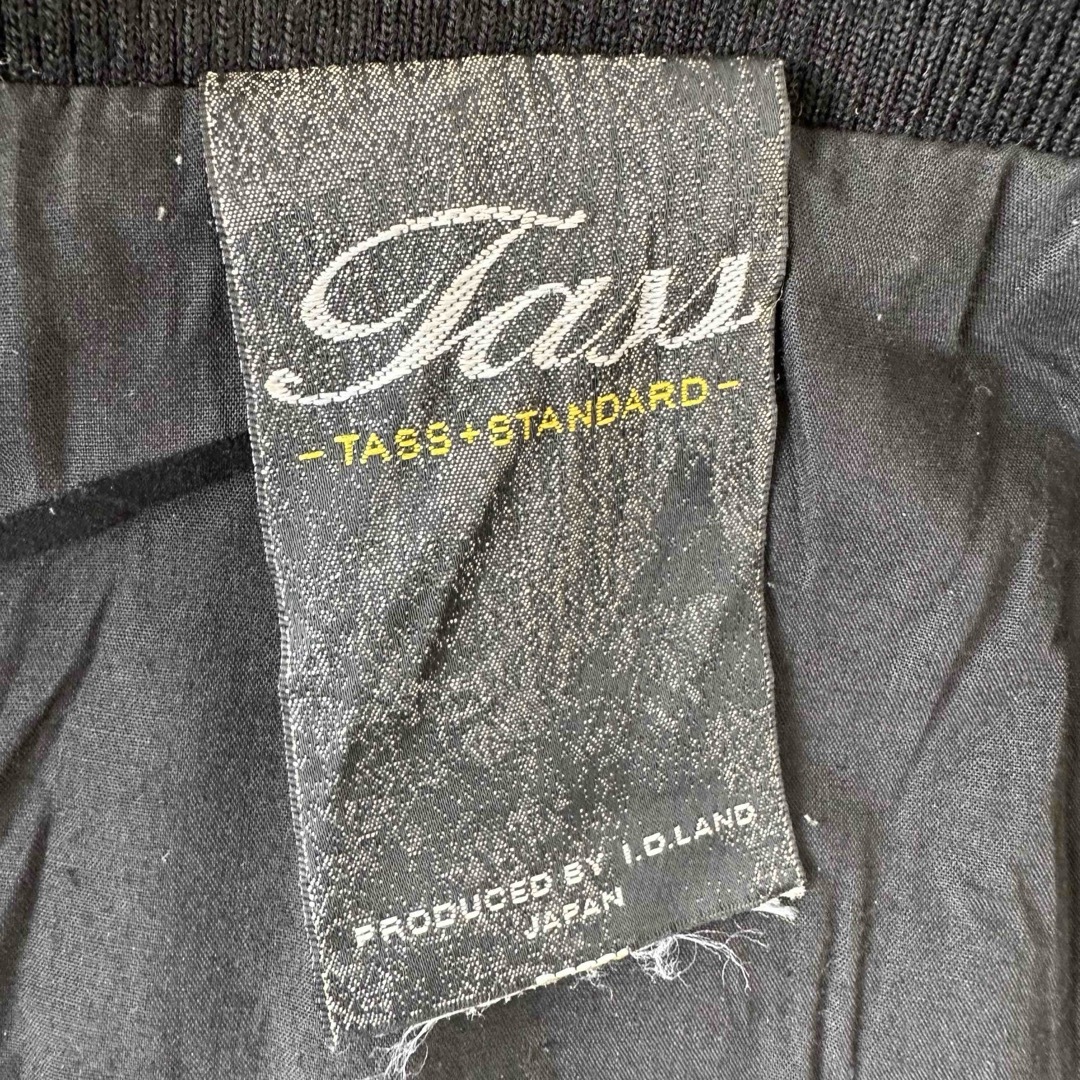 Tass
-TASS+STANDARD-
PRODUCED BY I.D.LAND
JAPAN